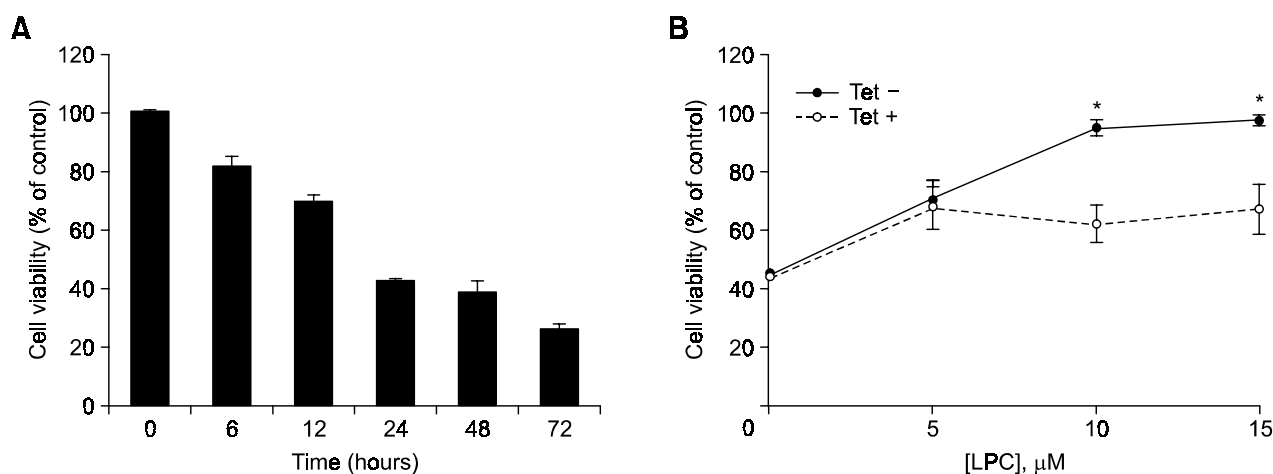 A
Cell viability (% of control)
120
100
80
60
40
20
0
0 6 12 24 48 72
Time (hours)
B
Cell viability (% of control)
120
100
80
60
40
20
0 5 10 15
[LPC], μM
Tet −
Tet +
* *